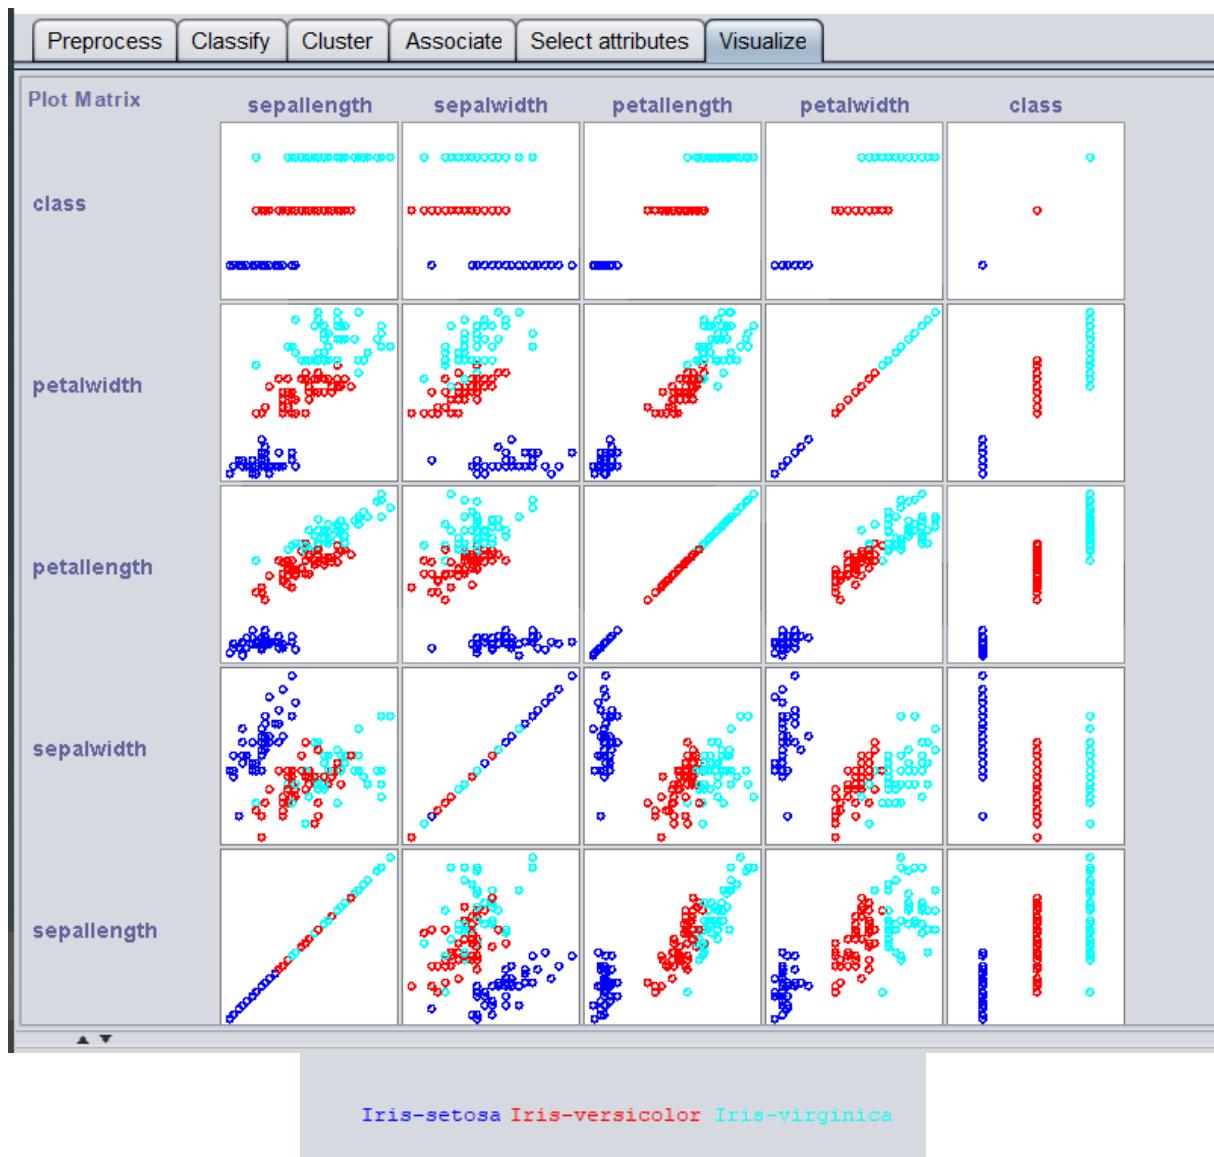 Preprocess Classify Cluster Associate Select attributes Visualize
Plot Matrix sepallength sepalwidth petallength petalwidth class
class
petalwidth
petallength
sepalwidth
sepallength
Iris-setosa Iris-versicolor Iris-virginica